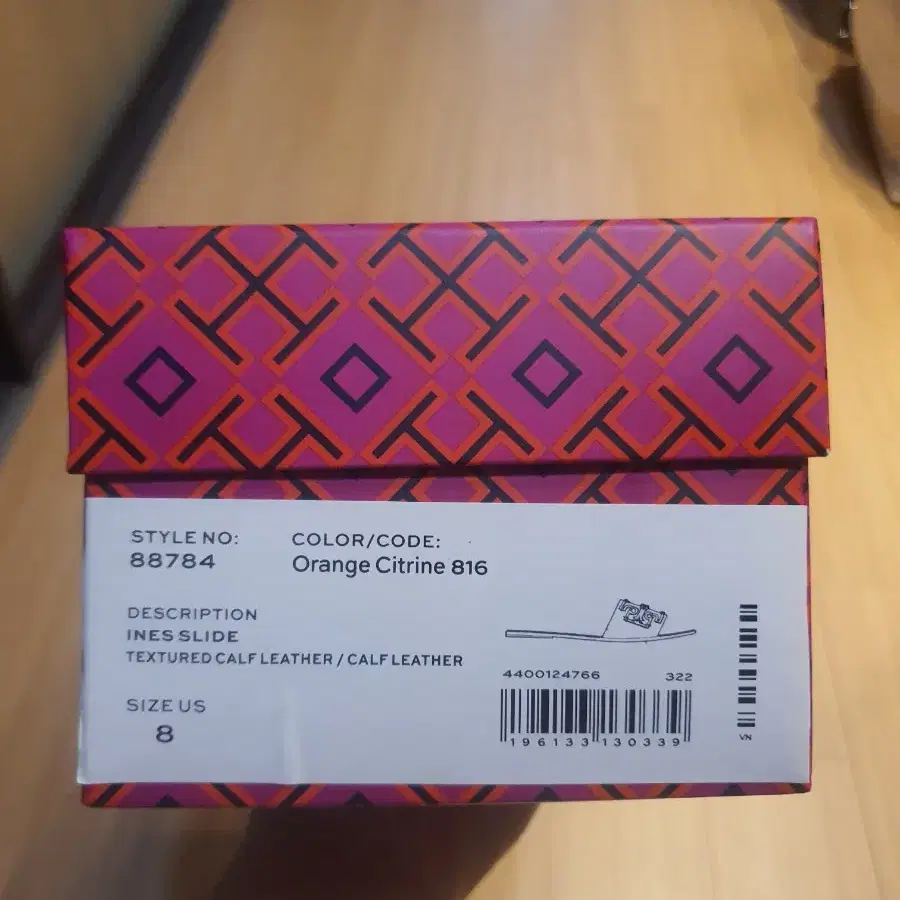 STYLE NO:
88784
COLOR/CODE:
Orange Citrine 816
DESCRIPTION
INES SLIDE
TEXTURED CALF LEATHER / CALF LEATHER
SIZE US
8
4400124766 322
196133 130339
VN